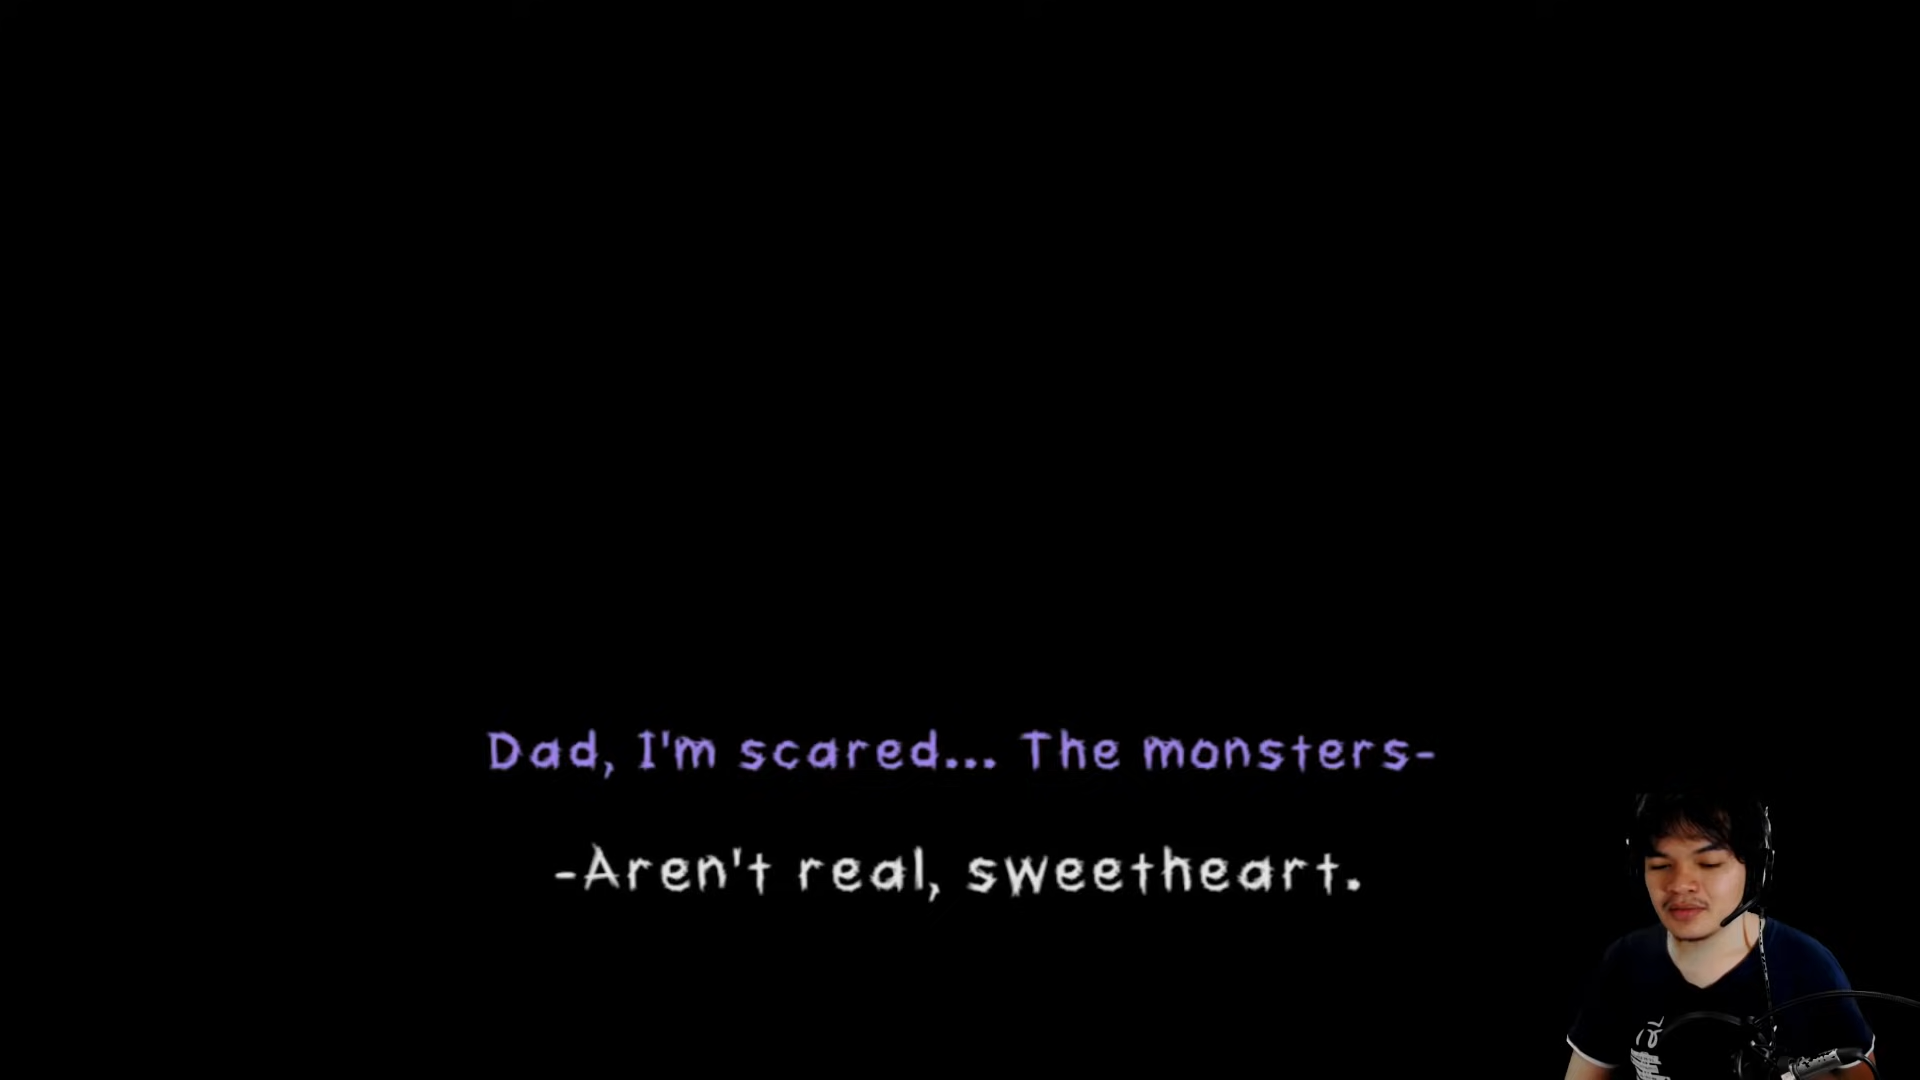 Dad, I'm scared... The monsters-
-Aren't real, sweetheart.